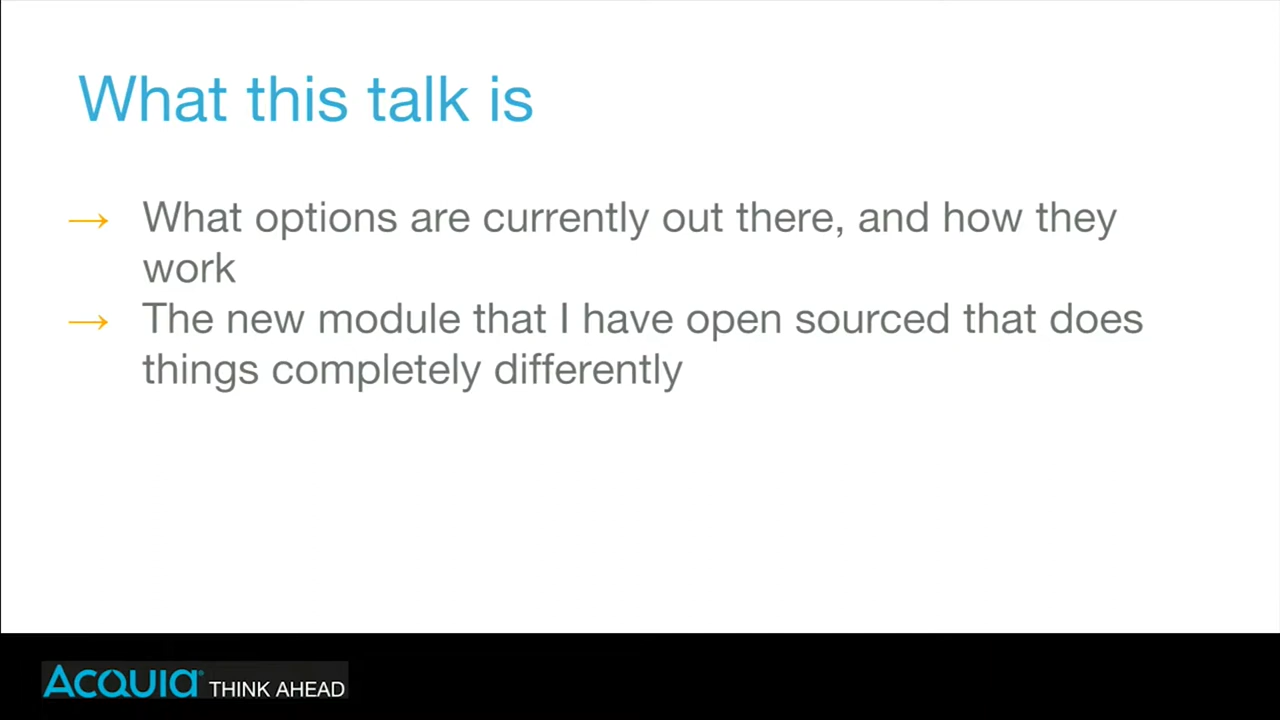 What this talk is
→ What options are currently out there, and how they
work
→ The new module that I have open sourced that does
things completely differently
ACQUIA® THINK AHEAD